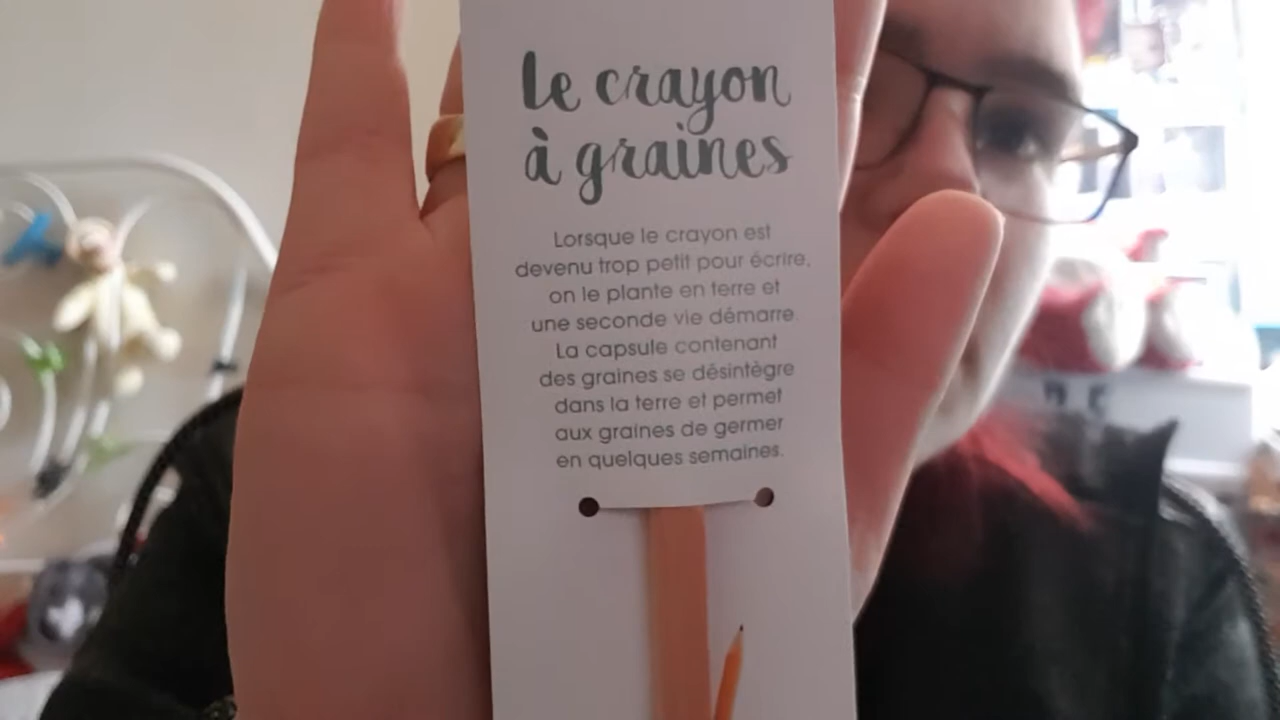 le crayon
à graines
Lorsque le crayon est
devenu trop petit pour écrire,
on le plante en terre et
une seconde vie démarre.
La capsule contenant
des graines se désintègre
dans la terre et permet
aux graines de germer
en quelques semaines.